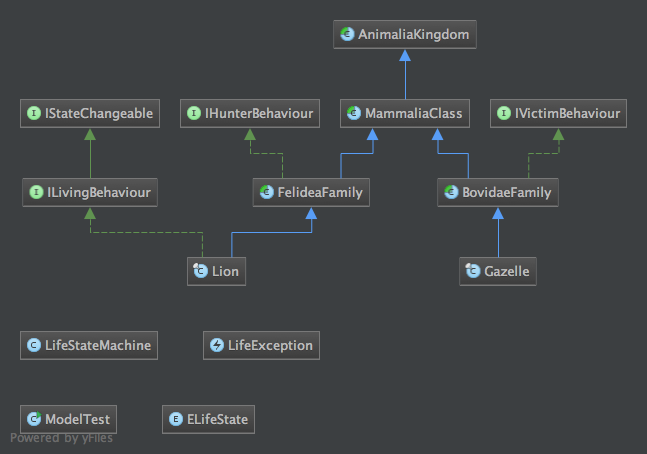 AnimaliaKingdom
I IStateChangeable
I IHunterBehaviour
C MammaliaClass
I IVictimBehaviour
I ILivingBehaviour
C FelideaFamily
C BovidaeFamily
C Lion
C Gazelle
C LifeStateMachine
LifeException
C ModelTest
E ELifeState
Powered by yFiles